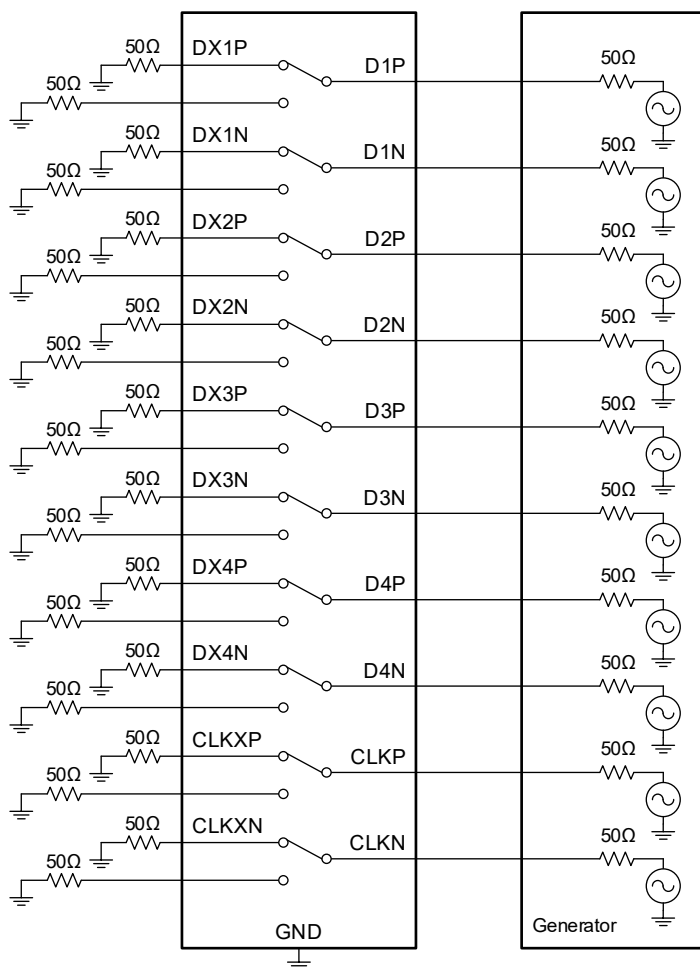 50Ω DX1P D1P 50Ω
50Ω
50Ω DX1N D1N 50Ω
50Ω
50Ω DX2P D2P 50Ω
50Ω
50Ω DX2N D2N 50Ω
50Ω
50Ω DX3P D3P 50Ω
50Ω
50Ω DX3N D3N 50Ω
50Ω
50Ω DX4P D4P 50Ω
50Ω
50Ω DX4N D4N 50Ω
50Ω
50Ω CLKXP CLKP 50Ω
50Ω
50Ω CLKXN CLKN 50Ω
50Ω
GND Generator